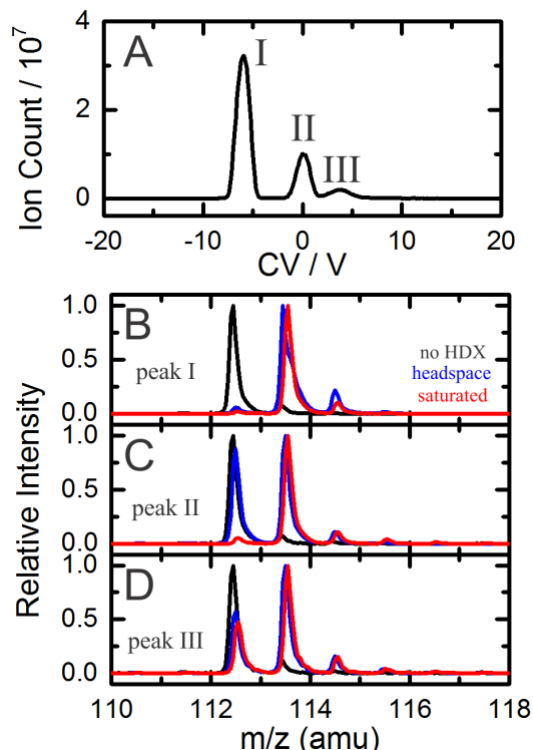 A
I
II
III
Ion Count / 10⁷
4
2
0
-20 -10 0 10 20
CV / V
B
peak I
no HDX
headspace
saturated
1.0
0.5
0.0
C
peak II
1.0
0.5
0.0
D
peak III
1.0
0.5
0.0
Relative Intensity
110 112 114 116 118
m/z (amu)